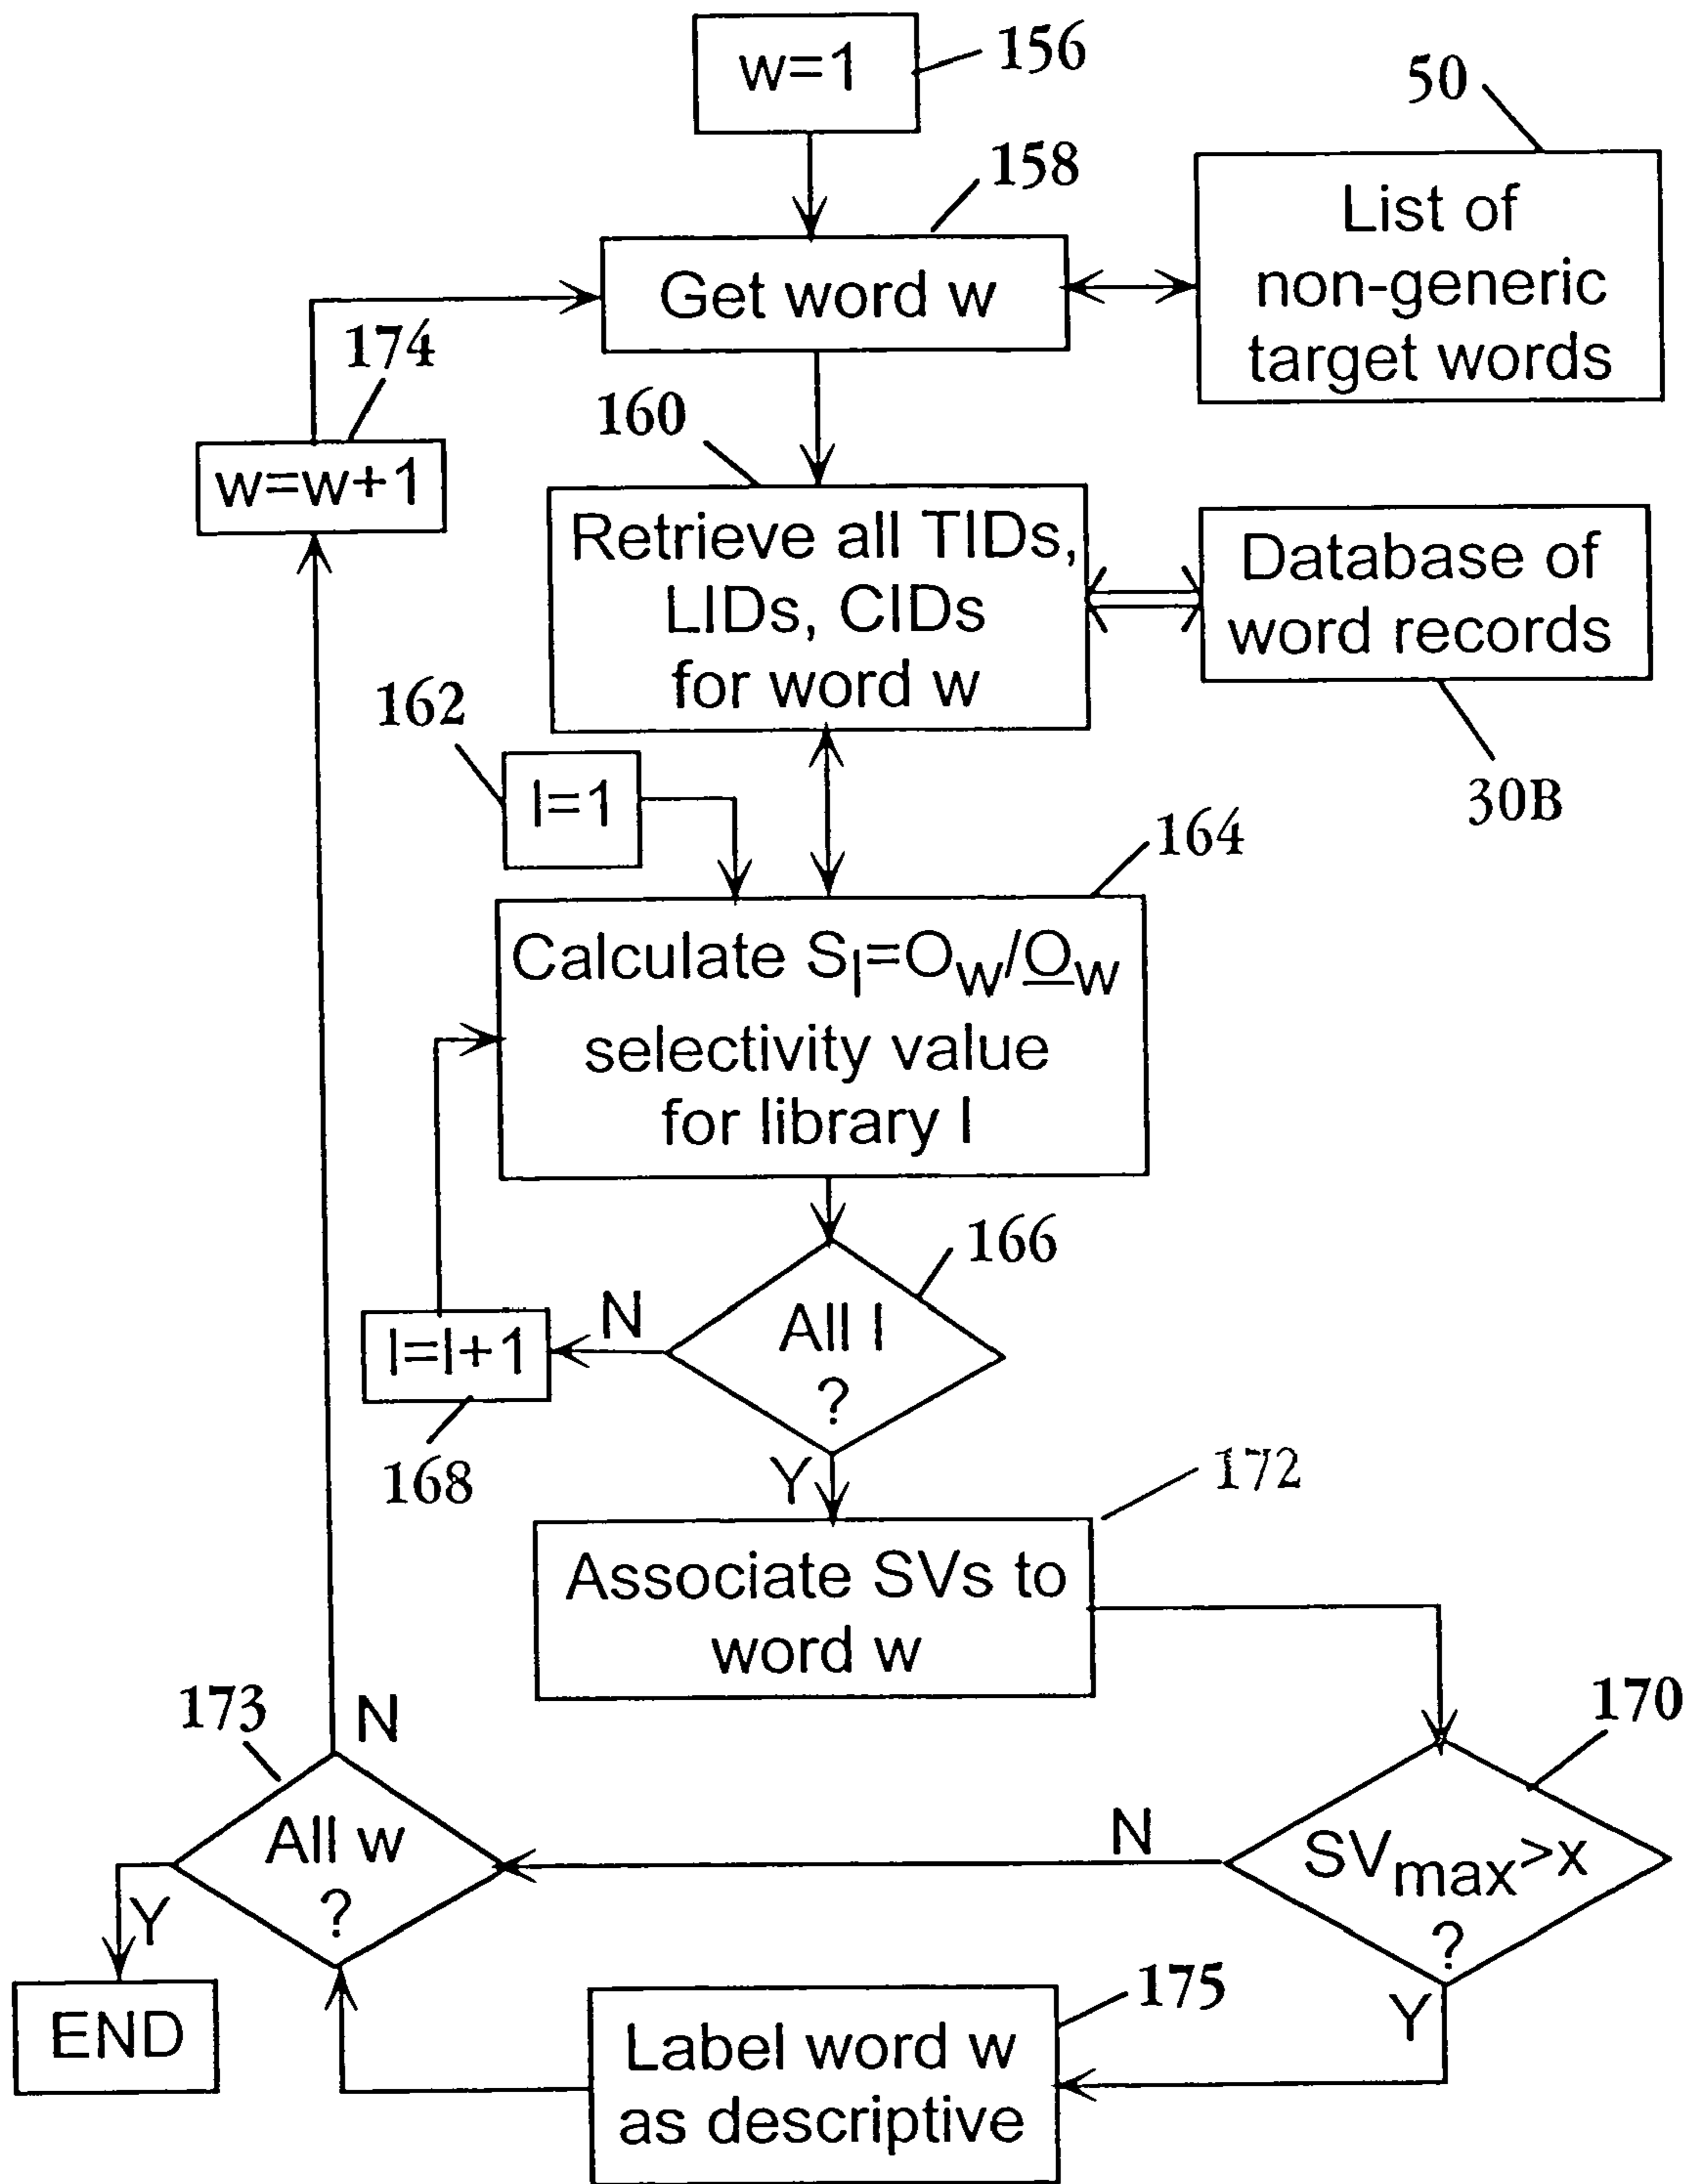 w=1
156
50
158
List of
non-generic
target words
Get word w
174
160
w=w+1
Retrieve all TIDs,
LIDs, CIDs
for word w
Database of
word records
162
30B
l=1
164
Calculate Sl=Ow/Ow
selectivity value
for library l
166
All l
?
N
l=l+1
168
Y
172
Associate SVs to
word w
173
N
170
All w
?
N
SVmax>x
?
Y
175
Y
END
Label word w
as descriptive